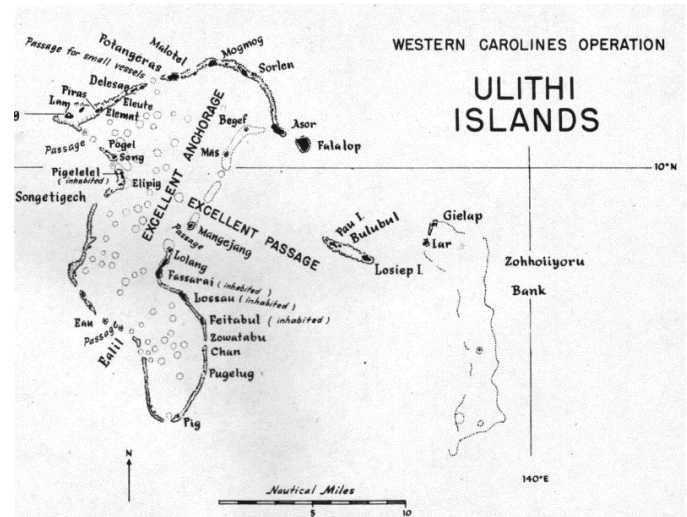 WESTERN CAROLINES OPERATION
ULITHI
ISLANDS
Potangeras
Malotel
Mogmog
Sorlen
Passage for small vessels
Delesag
Piras
Lam
Eleute
Elemat
g
Asor
Falalop
Begef
Mas
Passage
Pogel
Song
Pigelelel
(inhabited)
Elipig
Songetigech
EXCELLENT ANCHORAGE
EXCELLENT PASSAGE
Mangejang
Passage
10°N
Lolang
Fassarai (inhabited)
Lossau (inhabited)
Feitabul (inhabited)
Zowatabu
Chan
Pugelug
Pig
Eau
Passage
Ealil
Pau I.
Bulubul
Losiep I.
Gielap
Iar
Zohhoiiyoru
Bank
N
Nautical Miles
5
10
140°E